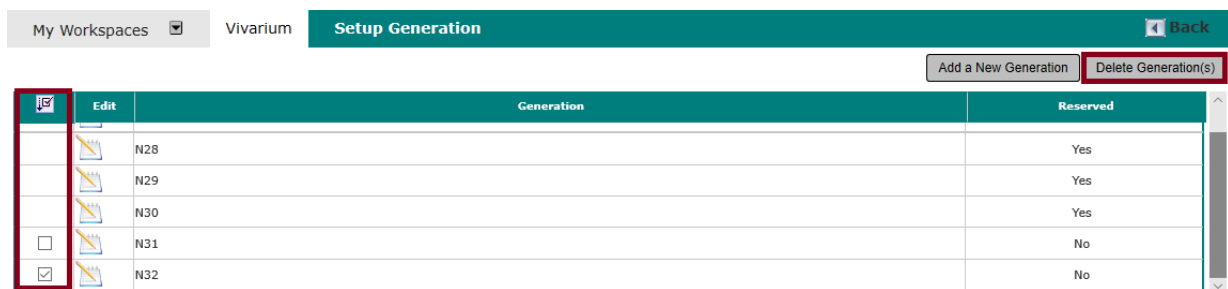 My Workspaces Vivarium Setup Generation Back
Add a New Generation Delete Generation(s)
Edit Generation Reserved
N28 Yes
N29 Yes
N30 Yes
N31 No
N32 No